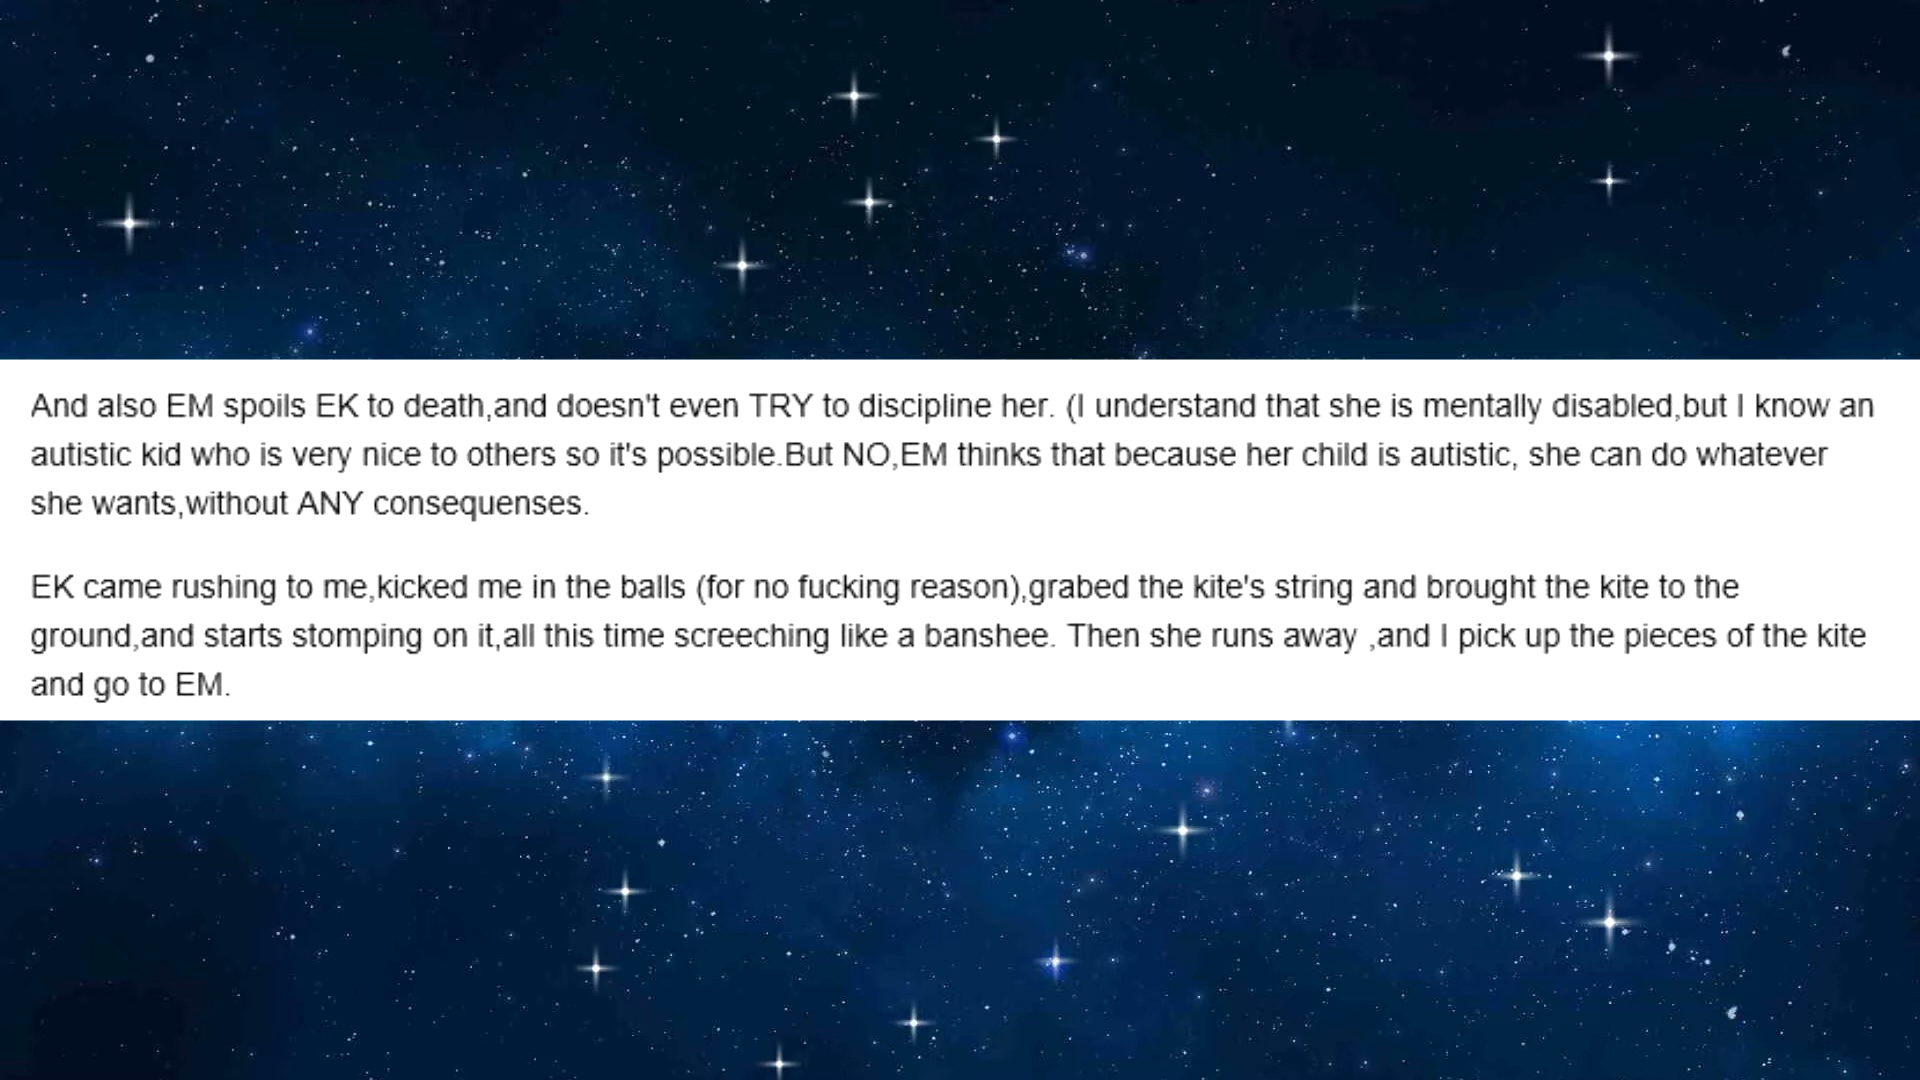 And also EM spoils EK to death,and doesn't even TRY to discipline her. (I understand that she is mentally disabled,but I know an
autistic kid who is very nice to others so it's possible.But NO,EM thinks that because her child is autistic, she can do whatever
she wants,without ANY consequenses.
EK came rushing to me,kicked me in the balls (for no fucking reason),grabed the kite's string and brought the kite to the
ground,and starts stomping on it,all this time screeching like a banshee. Then she runs away ,and I pick up the pieces of the kite
and go to EM.